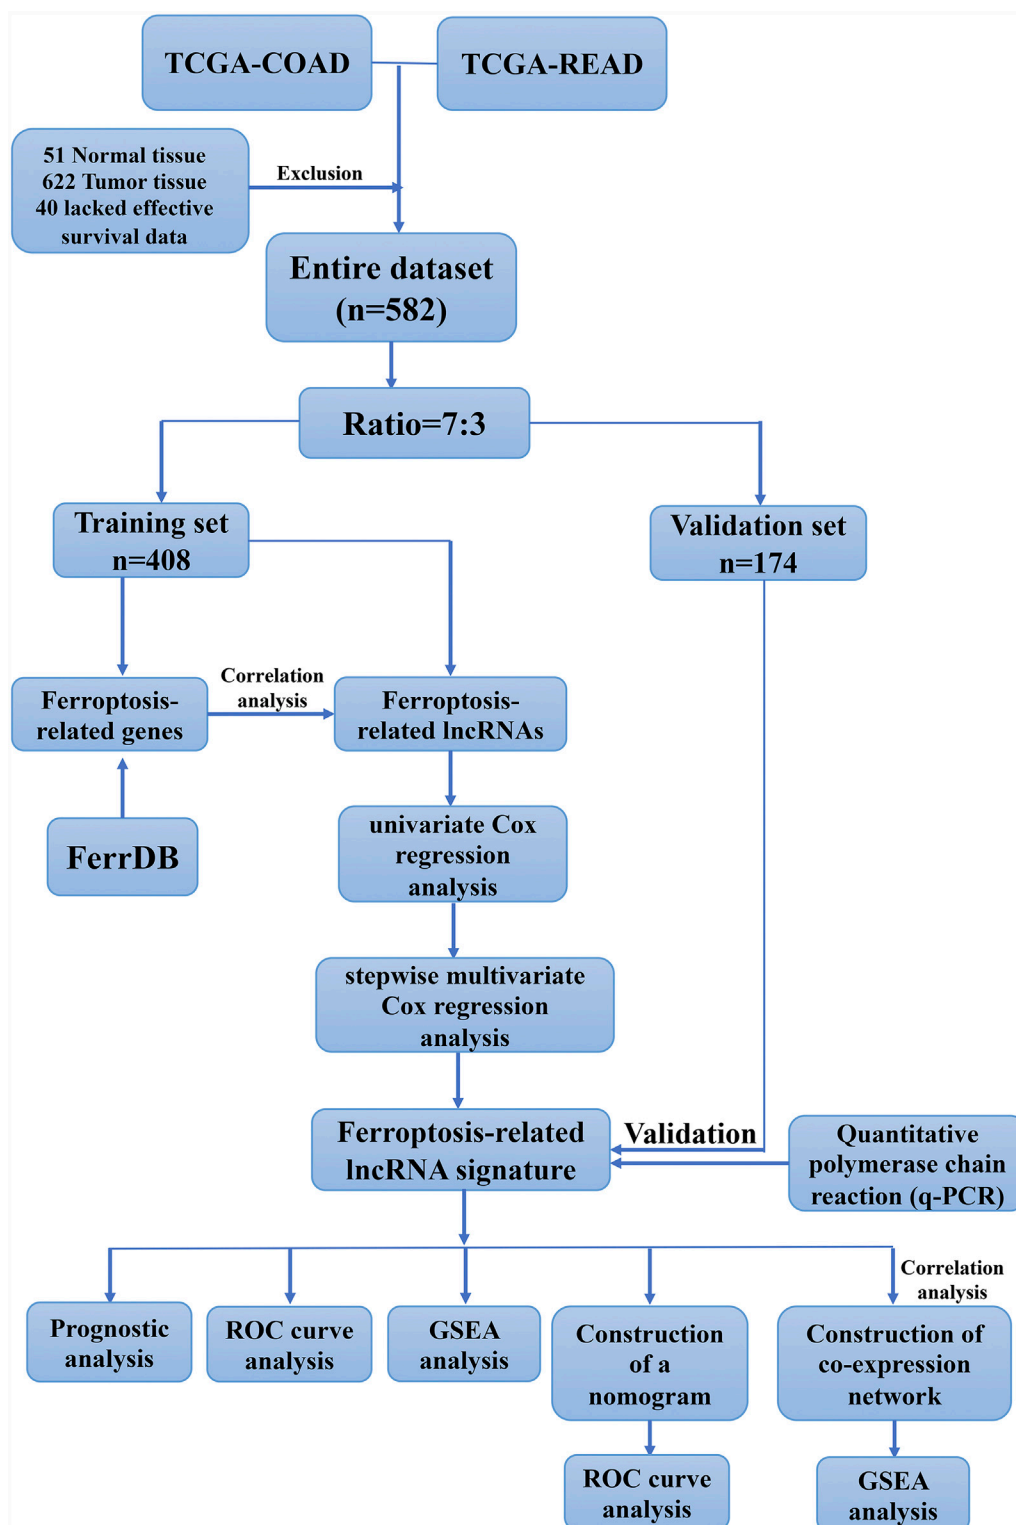 TCGA-COAD
TCGA-READ
51 Normal tissue
622 Tumor tissue
40 lacked effective
survival data
Exclusion
Entire dataset
(n=582)
Ratio=7:3
Training set
n=408
Validation set
n=174
Ferroptosis-
related genes
Correlation
analysis
Ferroptosis-
related lncRNAs
FerrDB
univariate Cox
regression
analysis
stepwise multivariate
Cox regression
analysis
Ferroptosis-related
lncRNA signature
Validation
Quantitative
polymerase chain
reaction (q-PCR)
Correlation
analysis
Prognostic
analysis
ROC curve
analysis
GSEA
analysis
Construction
of a
nomogram
Construction of
co-expression
network
ROC curve
analysis
GSEA
analysis